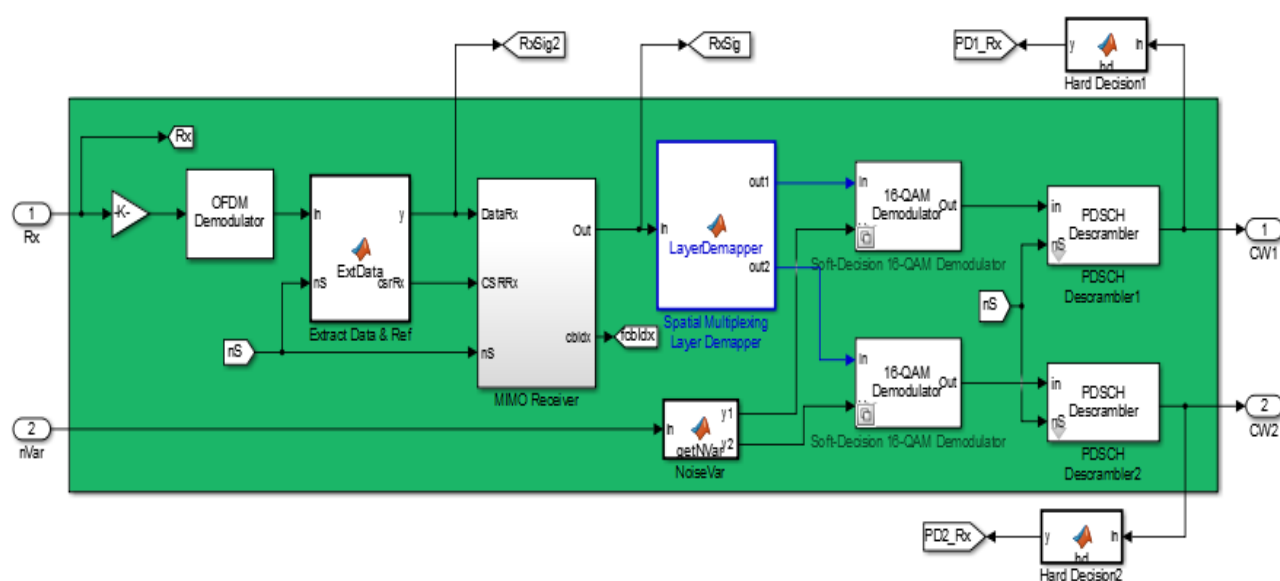 RxSig2
RxSig
PD1_Rx
y
In
Hard Decision1
Rx
1
Rx
-K-
OFDM
Demodulator
In
nS
y
csrRx
ExtData
Extract Data & Ref
nS
DataRx
CSRRx
nS
Out
cbIdx
MIMO Receiver
fcbIdx
In
out1
out2
LayerDemapper
Spatial Multiplexing
Layer Demapper
In
16-QAM
Demodulator
Out
Soft-Decision 16-QAM Demodulator
in
nS
PDSCH
Descrambler
PDSCH
Descrambler1
1
CW1
nS
In
16-QAM
Demodulator
Out
Soft-Decision 16-QAM Demodulator
in
nS
PDSCH
Descrambler
PDSCH
Descrambler2
2
CW2
2
nVar
In
y1
y2
getNVar
NoiseVar
PD2_Rx
y
In
Hard Decision2